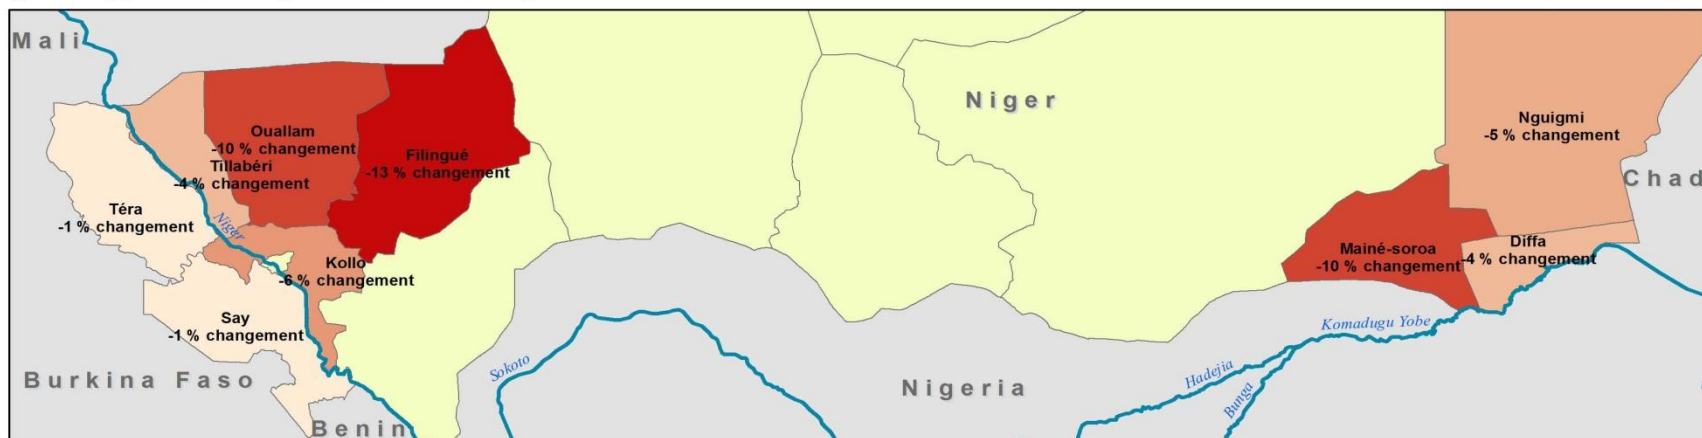 Mali
Niger
Nguigmi
-5 % changement
Ouallam
-10 % changement
Filingué
-13 % changement
Tillabéri
-4 % changement
Chad
Téra
-1 % changement
Niger
Mainé-soroa
-10 % changement
Diffa
-4 % changement
Kollo
-6 % changement
Say
-1 % changement
Komadugu Yobe
Sokoto
Hadejia
Bunga
Burkina Faso
Nigeria
Benin